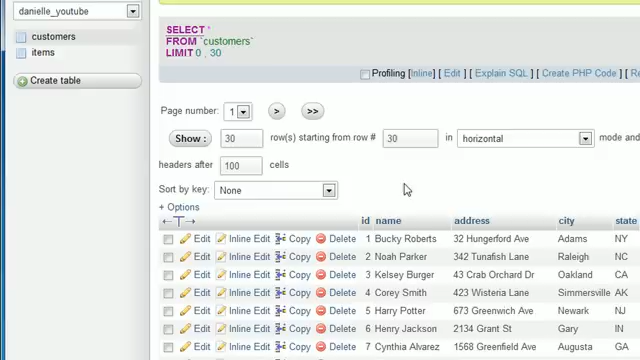 danielle_youtube
customers
items
Create table
SELECT *
FROM `customers`
LIMIT 0 , 30
Profiling [Inline] [ Edit ] [ Explain SQL ] [ Create PHP Code ] [ Re
Page number: 1 > >>
Show : 30 row(s) starting from row # 30 in horizontal mode and
headers after 100 cells
Sort by key: None
+ Options
←T→ id name address city state
Edit Inline Edit Copy Delete 1 Bucky Roberts 32 Hungerford Ave Adams NY
Edit Inline Edit Copy Delete 2 Noah Parker 342 Tunafish Lane Raleigh NC
Edit Inline Edit Copy Delete 3 Kelsey Burger 43 Crab Orchard Dr Oakland CA
Edit Inline Edit Copy Delete 4 Corey Smith 423 Wisteria Lane Simmersville AK
Edit Inline Edit Copy Delete 5 Harry Potter 673 Greenwich Ave Newark NJ
Edit Inline Edit Copy Delete 6 Henry Jackson 2134 Grant St Gary IN
Edit Inline Edit Copy Delete 7 Cynthia Alvarez 1568 Greenfield Ave Augusta GA